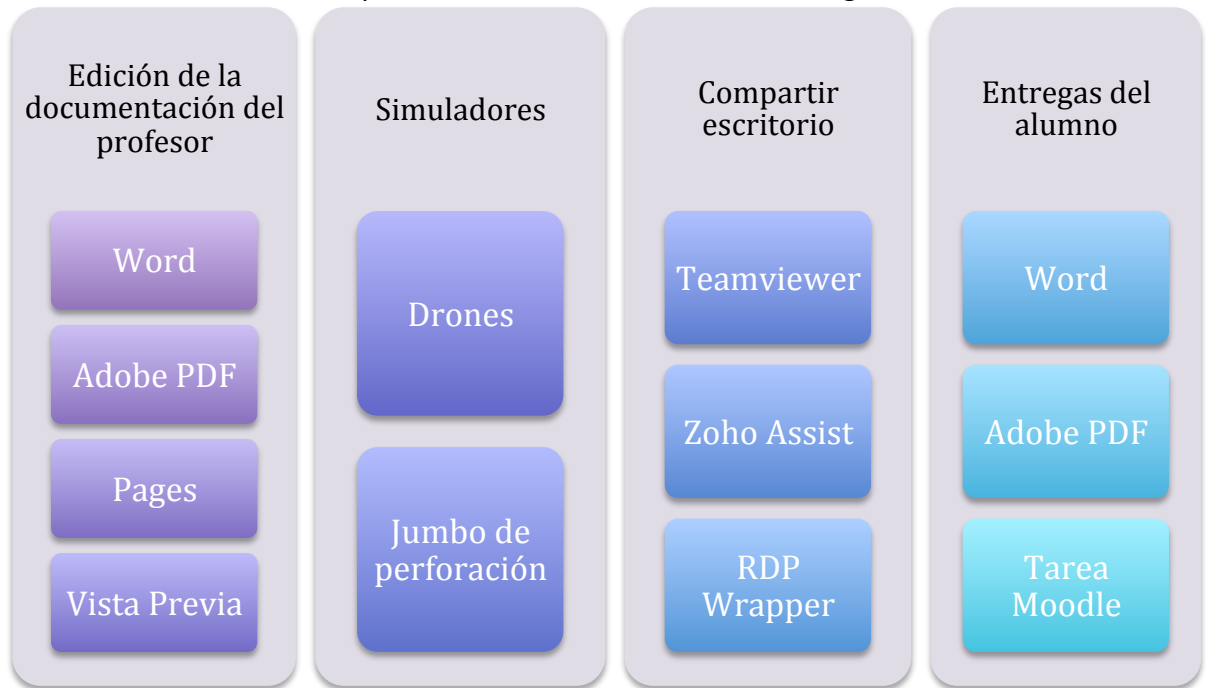 Edición de la
documentación del
profesor
Word
Adobe PDF
Pages
Vista Previa
Simuladores
Drones
Jumbo de
perforación
Compartir
escritorio
Teamviewer
Zoho Assist
RDP
Wrapper
Entregas del
alumno
Word
Adobe PDF
Tarea
Moodle